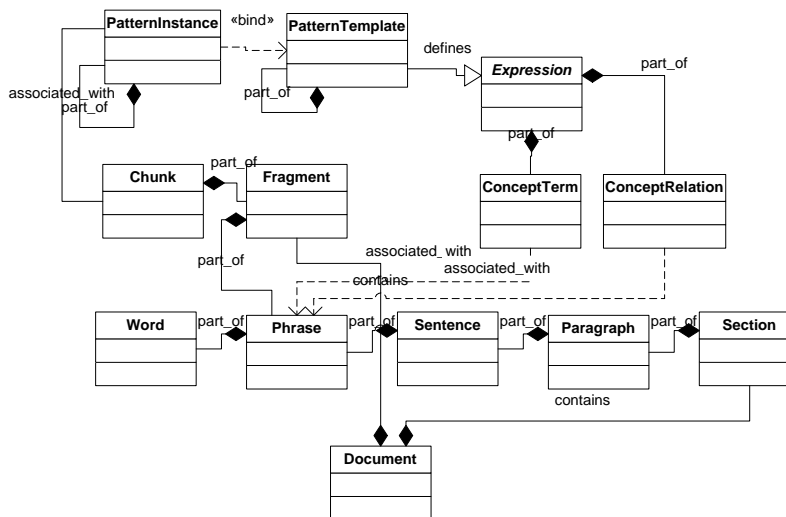 PatternInstance
«bind»
PatternTemplate
defines
Expression
part_of
associated_with
part_of
part_of
part_of
Chunk
part_of
Fragment
ConceptTerm
ConceptRelation
part_of
associated_with
associated_with
contains
Word
part_of
Phrase
part_of
Sentence
part_of
Paragraph
part_of
Section
contains
Document